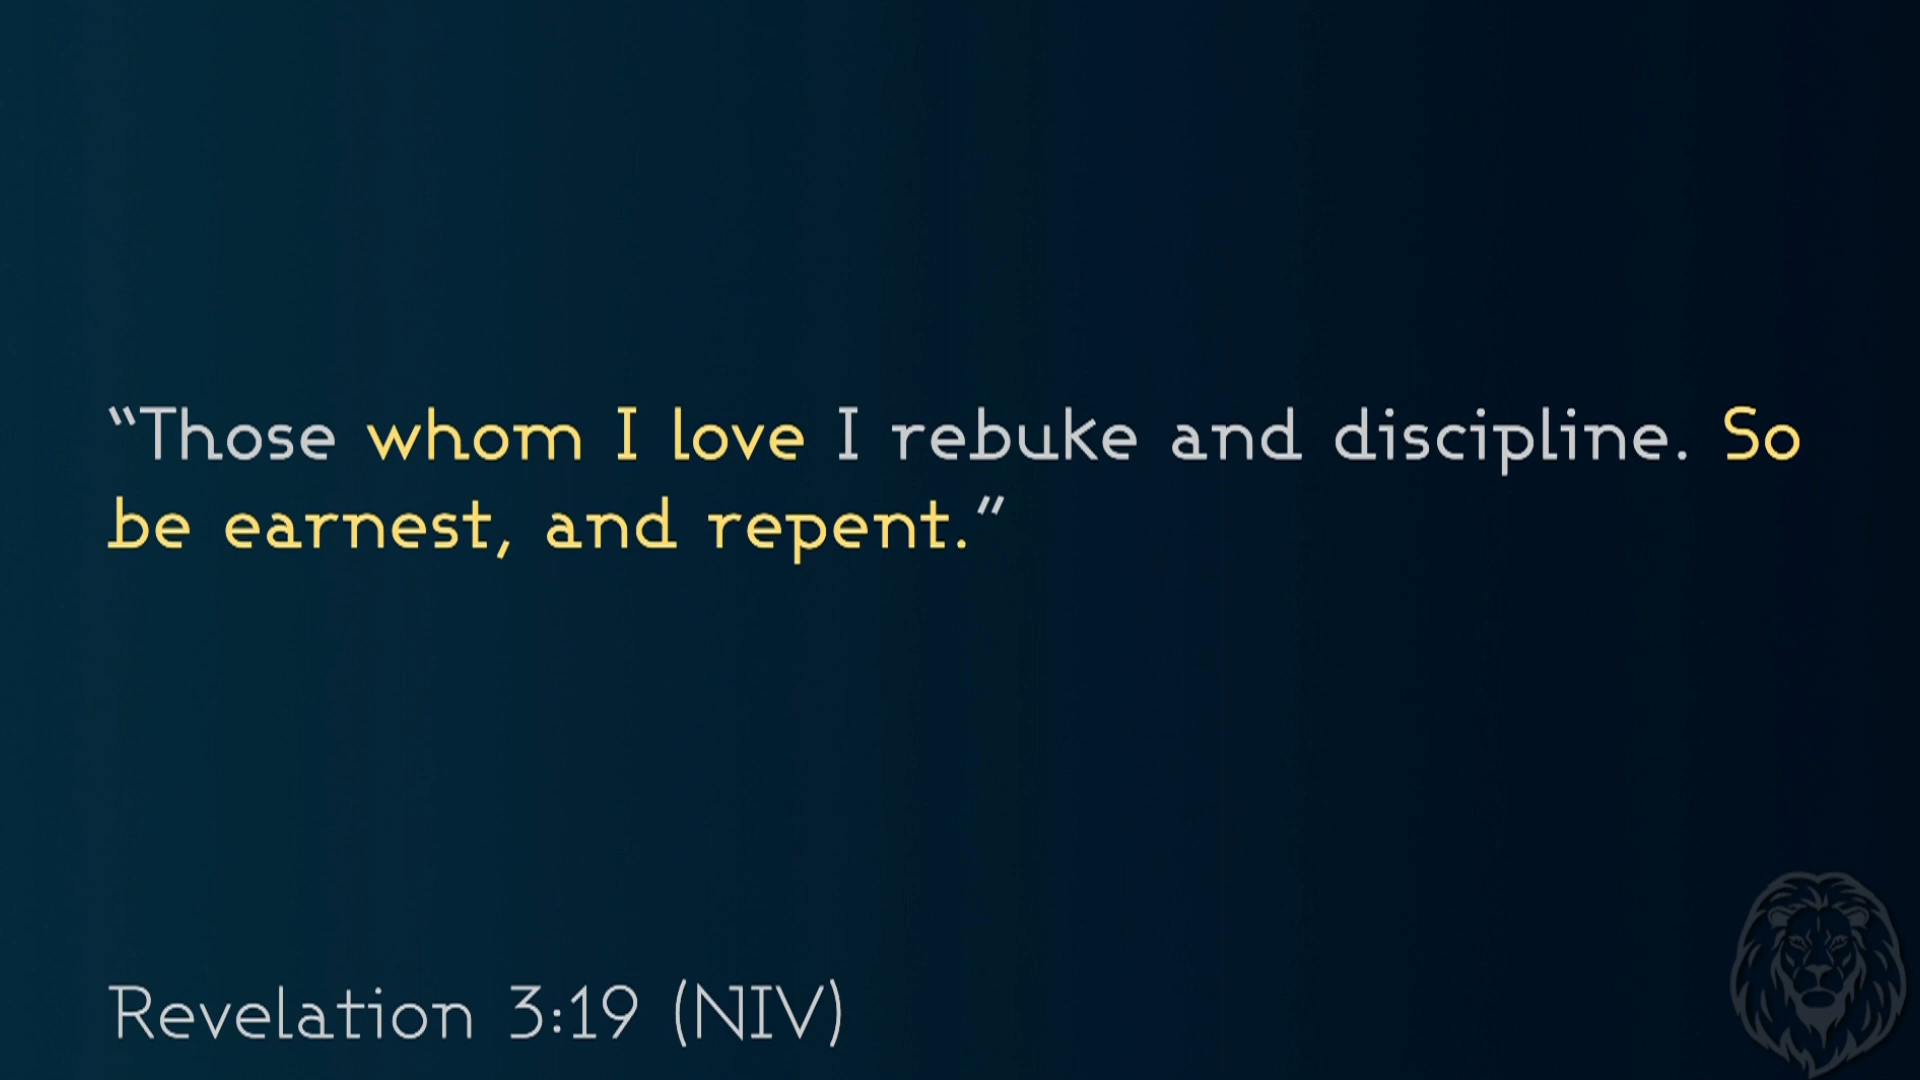 “Those whom I love I rebuke and discipline. So
be earnest, and repent.”
Revelation 3:19 (NIV)